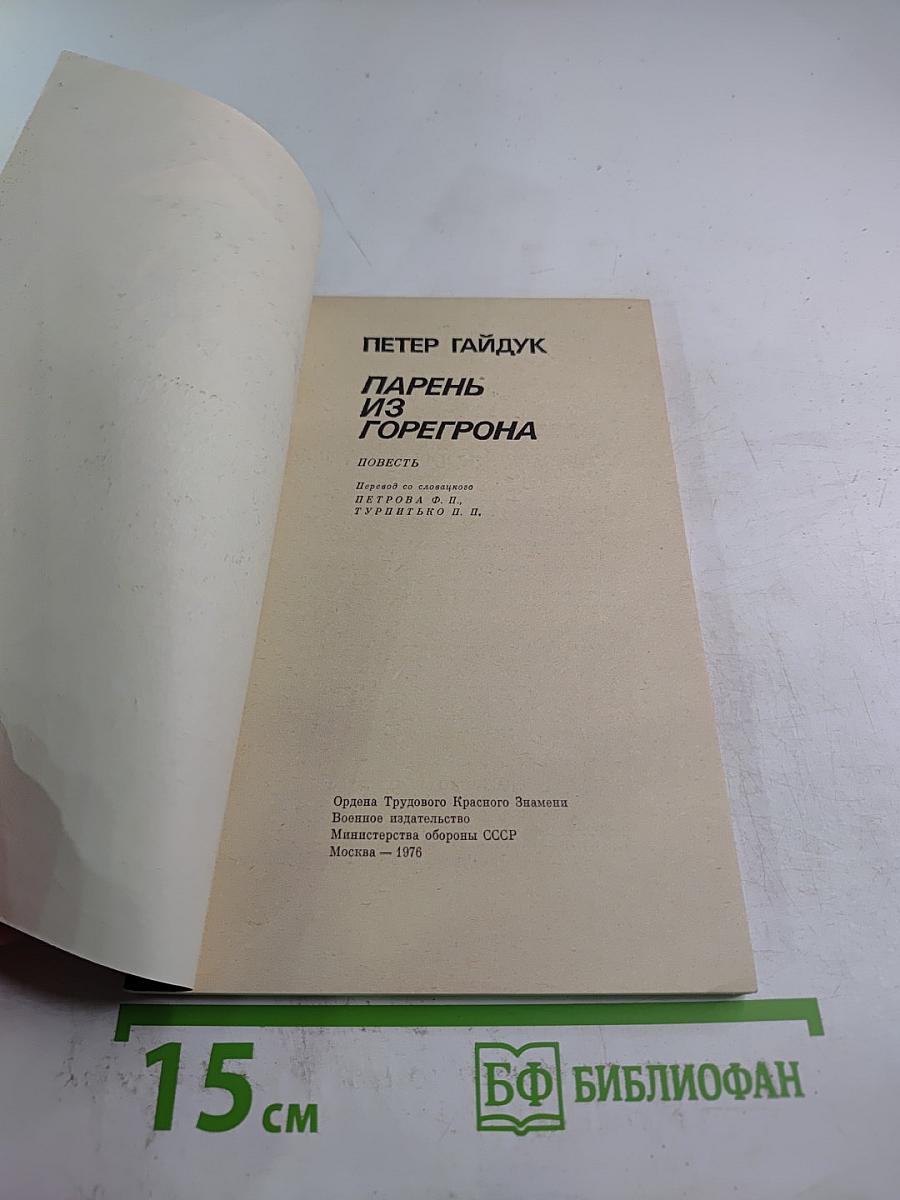 ПЕТЕР ГАЙДУК
ПАРЕНЬ
ИЗ
ГОРЕГРОНА
ПОВЕСТЬ
Перевод со словацкого
ПЕТРОВА Ф. П.,
ТУРПИТЬКО П. П.
Ордена Трудового Красного Знамени
Военное издательство
Министерства обороны СССР
Москва — 1976
15 см
БФ БИБЛИОФАН